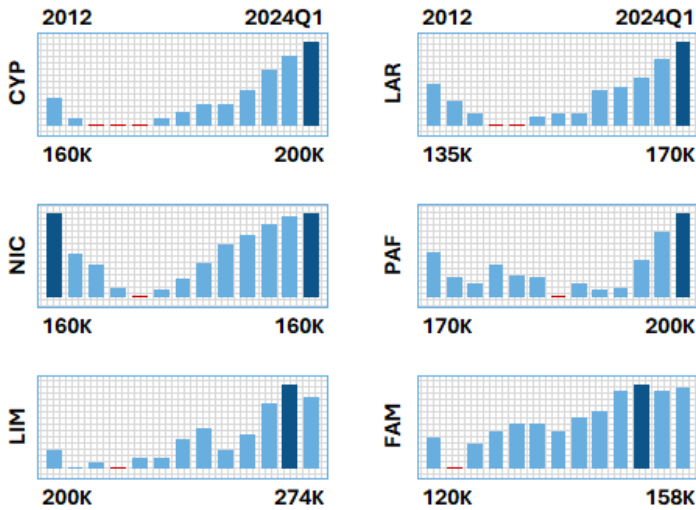 2012 2024Q1 2012 2024Q1
CYP LAR
160K 200K 135K 170K
NIC PAF
160K 160K 170K 200K
LIM FAM
200K 274K 120K 158K